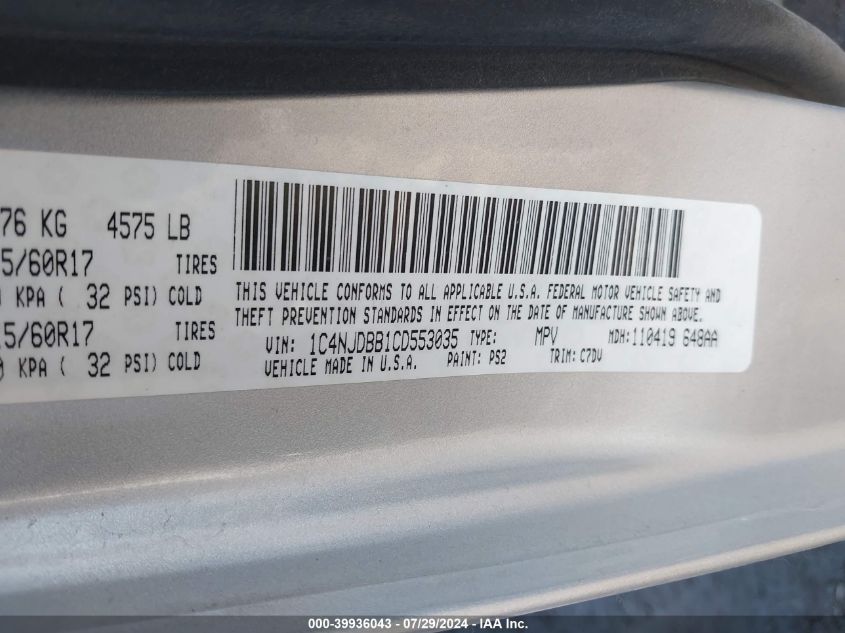 76 KG 4575 LB
5/60R17 TIRES
KPA ( 32 PSI) COLD
5/60R17 TIRES
KPA ( 32 PSI) COLD
THIS VEHICLE CONFORMS TO ALL APPLICABLE U.S.A. FEDERAL MOTOR VEHICLE SAFETY AND
THEFT PREVENTION STANDARDS IN EFFECT ON THE DATE OF MANUFACTURE SHOWN ABOVE.
VIN: 1C4NJDBB1CD553035 TYPE: MPV MDH:110419 648AA
VEHICLE MADE IN U.S.A. PAINT: PS2 TRIM: C7DV
000-39936043 - 07/29/2024 - IAA Inc.